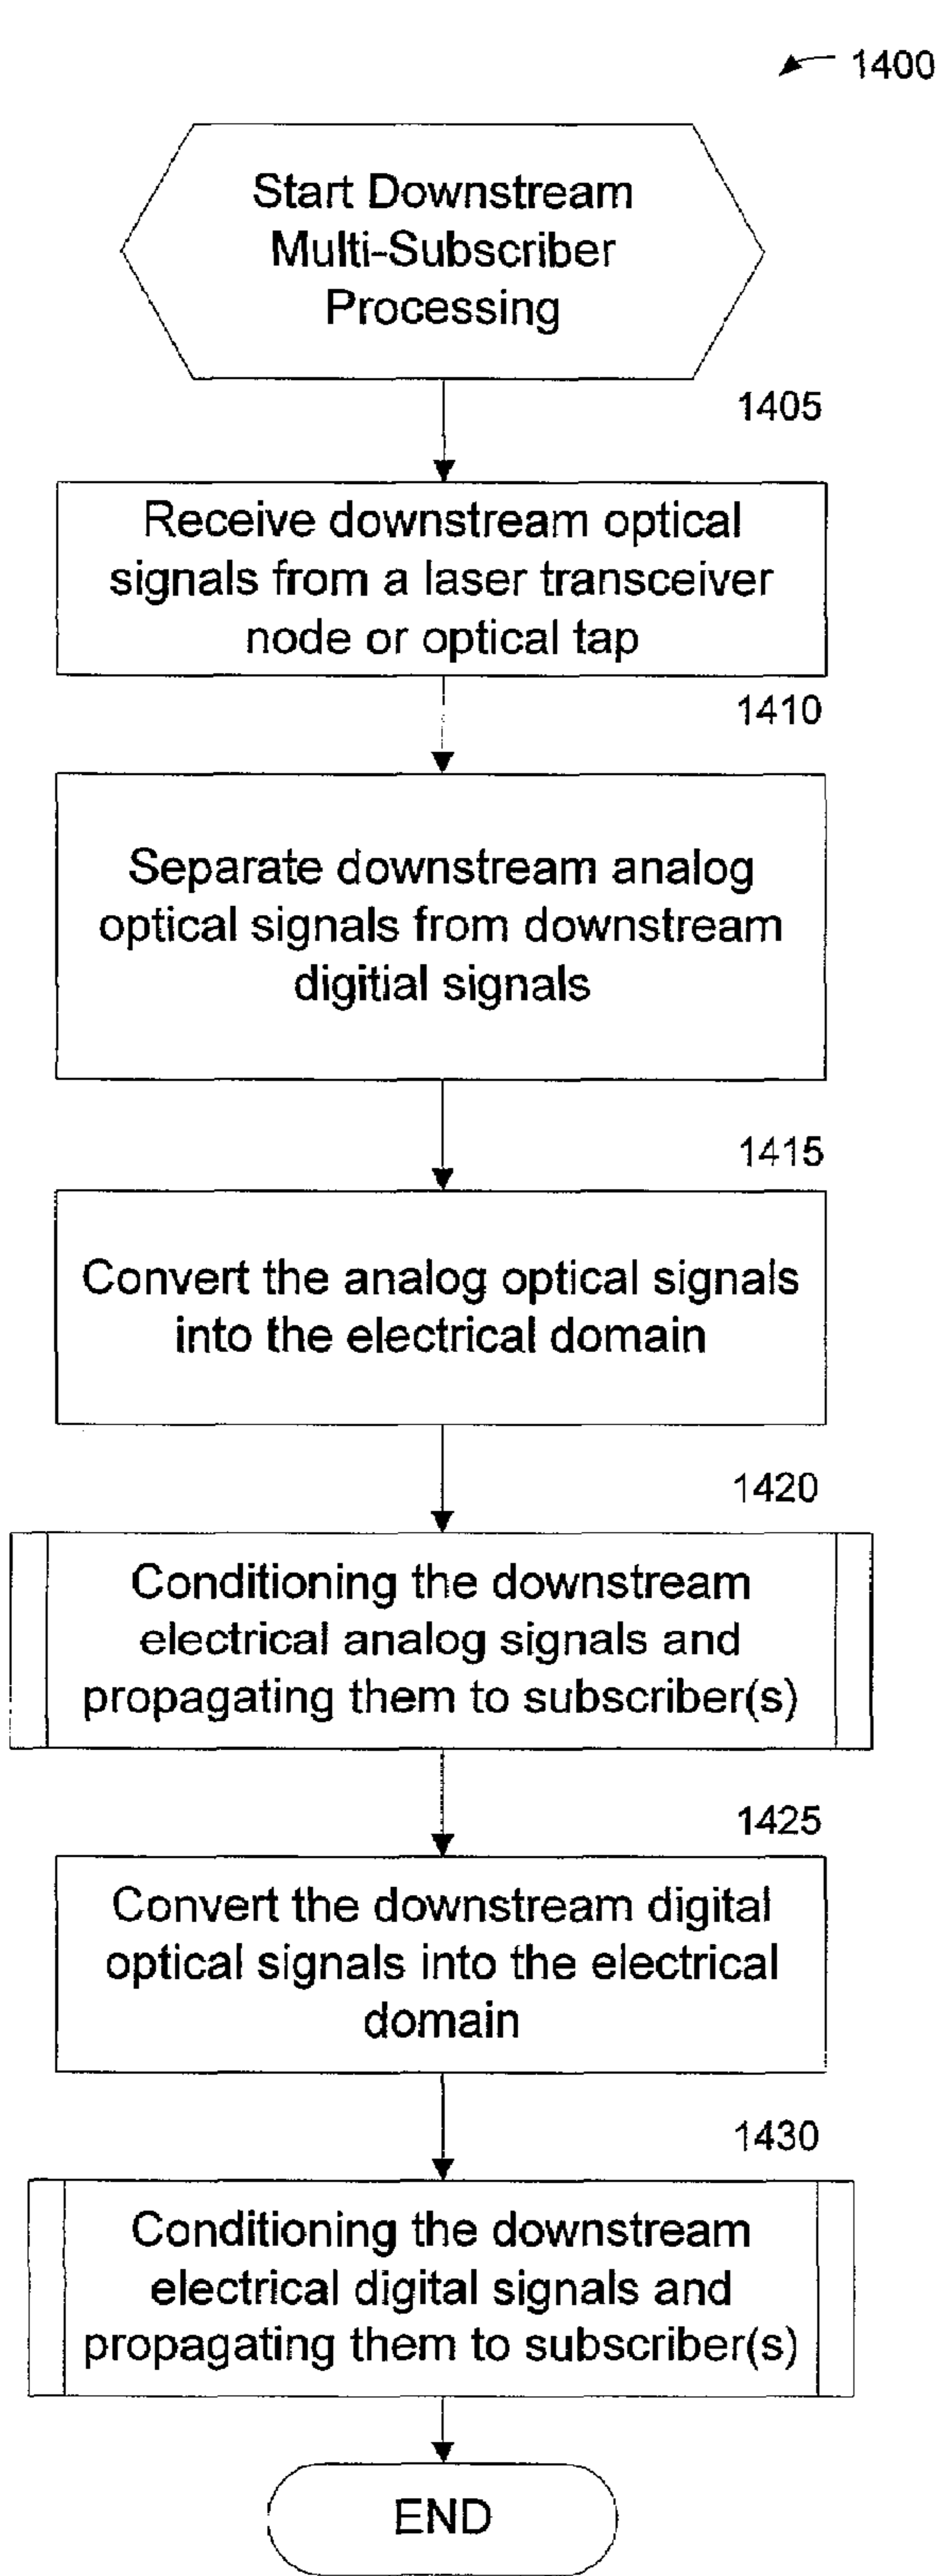 1400
Start Downstream
Multi-Subscriber
Processing
1405
Receive downstream optical
signals from a laser transceiver
node or optical tap
1410
Separate downstream analog
optical signals from downstream
digitial signals
1415
Convert the analog optical signals
into the electrical domain
1420
Conditioning the downstream
electrical analog signals and
propagating them to subscriber(s)
1425
Convert the downstream digital
optical signals into the electrical
domain
1430
Conditioning the downstream
electrical digital signals and
propagating them to subscriber(s)
END